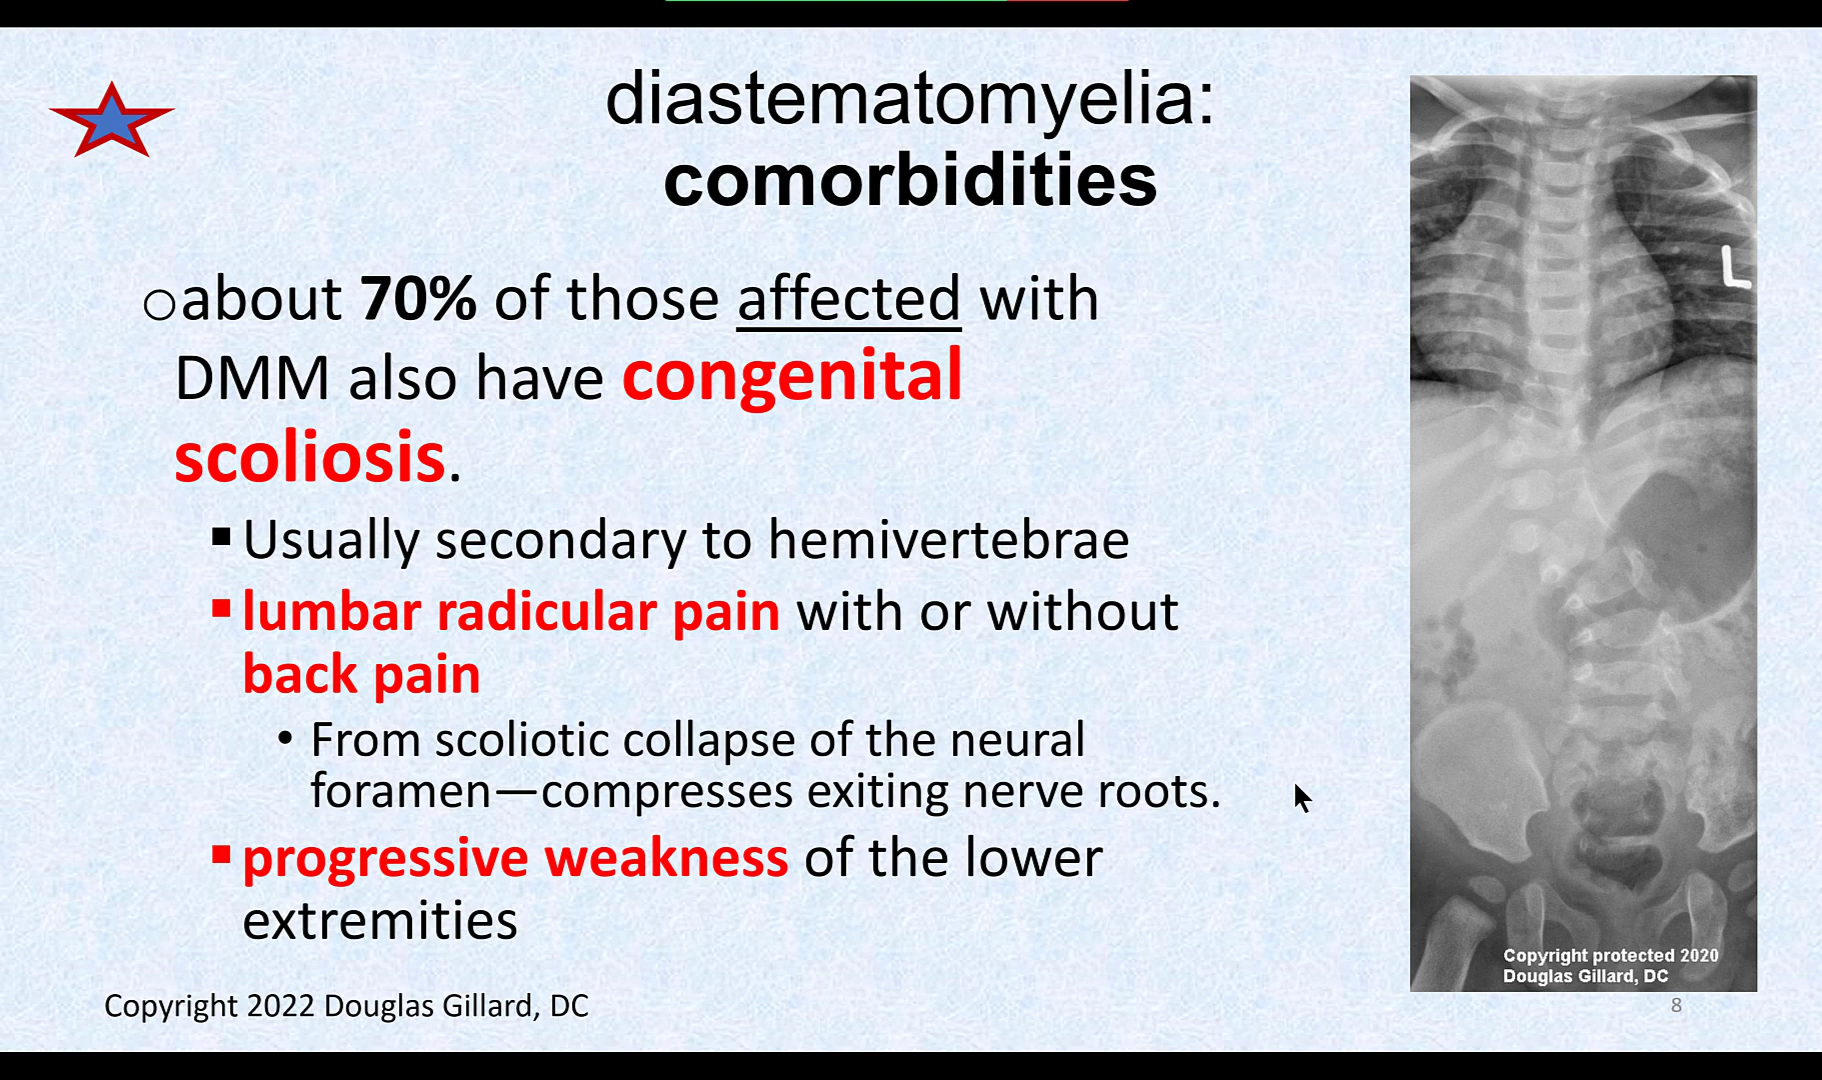 diastematomyelia:
comorbidities
about 70% of those affected with
DMM also have congenital
scoliosis.
Usually secondary to hemivertebrae
lumbar radicular pain with or without
back pain
From scoliotic collapse of the neural
foramen—compresses exiting nerve roots.
progressive weakness of the lower
extremities
L
Copyright protected 2020
Douglas Gillard, DC
Copyright 2022 Douglas Gillard, DC
8